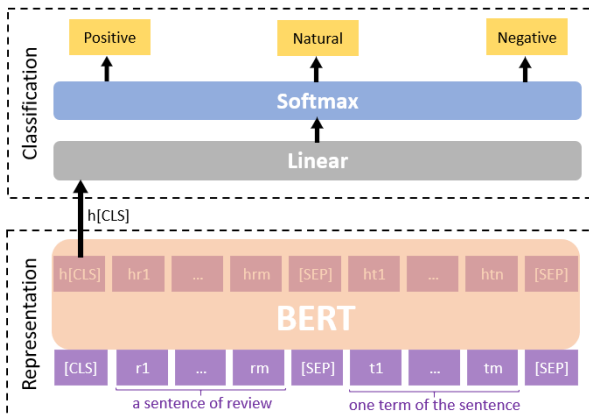 Classification
Positive Natural Negative
Softmax
Linear
h[CLS]
Representation
h[CLS] hr1 ... hrm [SEP] ht1 ... htn [SEP]
BERT
[CLS] r1 ... rm [SEP] t1 ... tm [SEP]
a sentence of review one term of the sentence